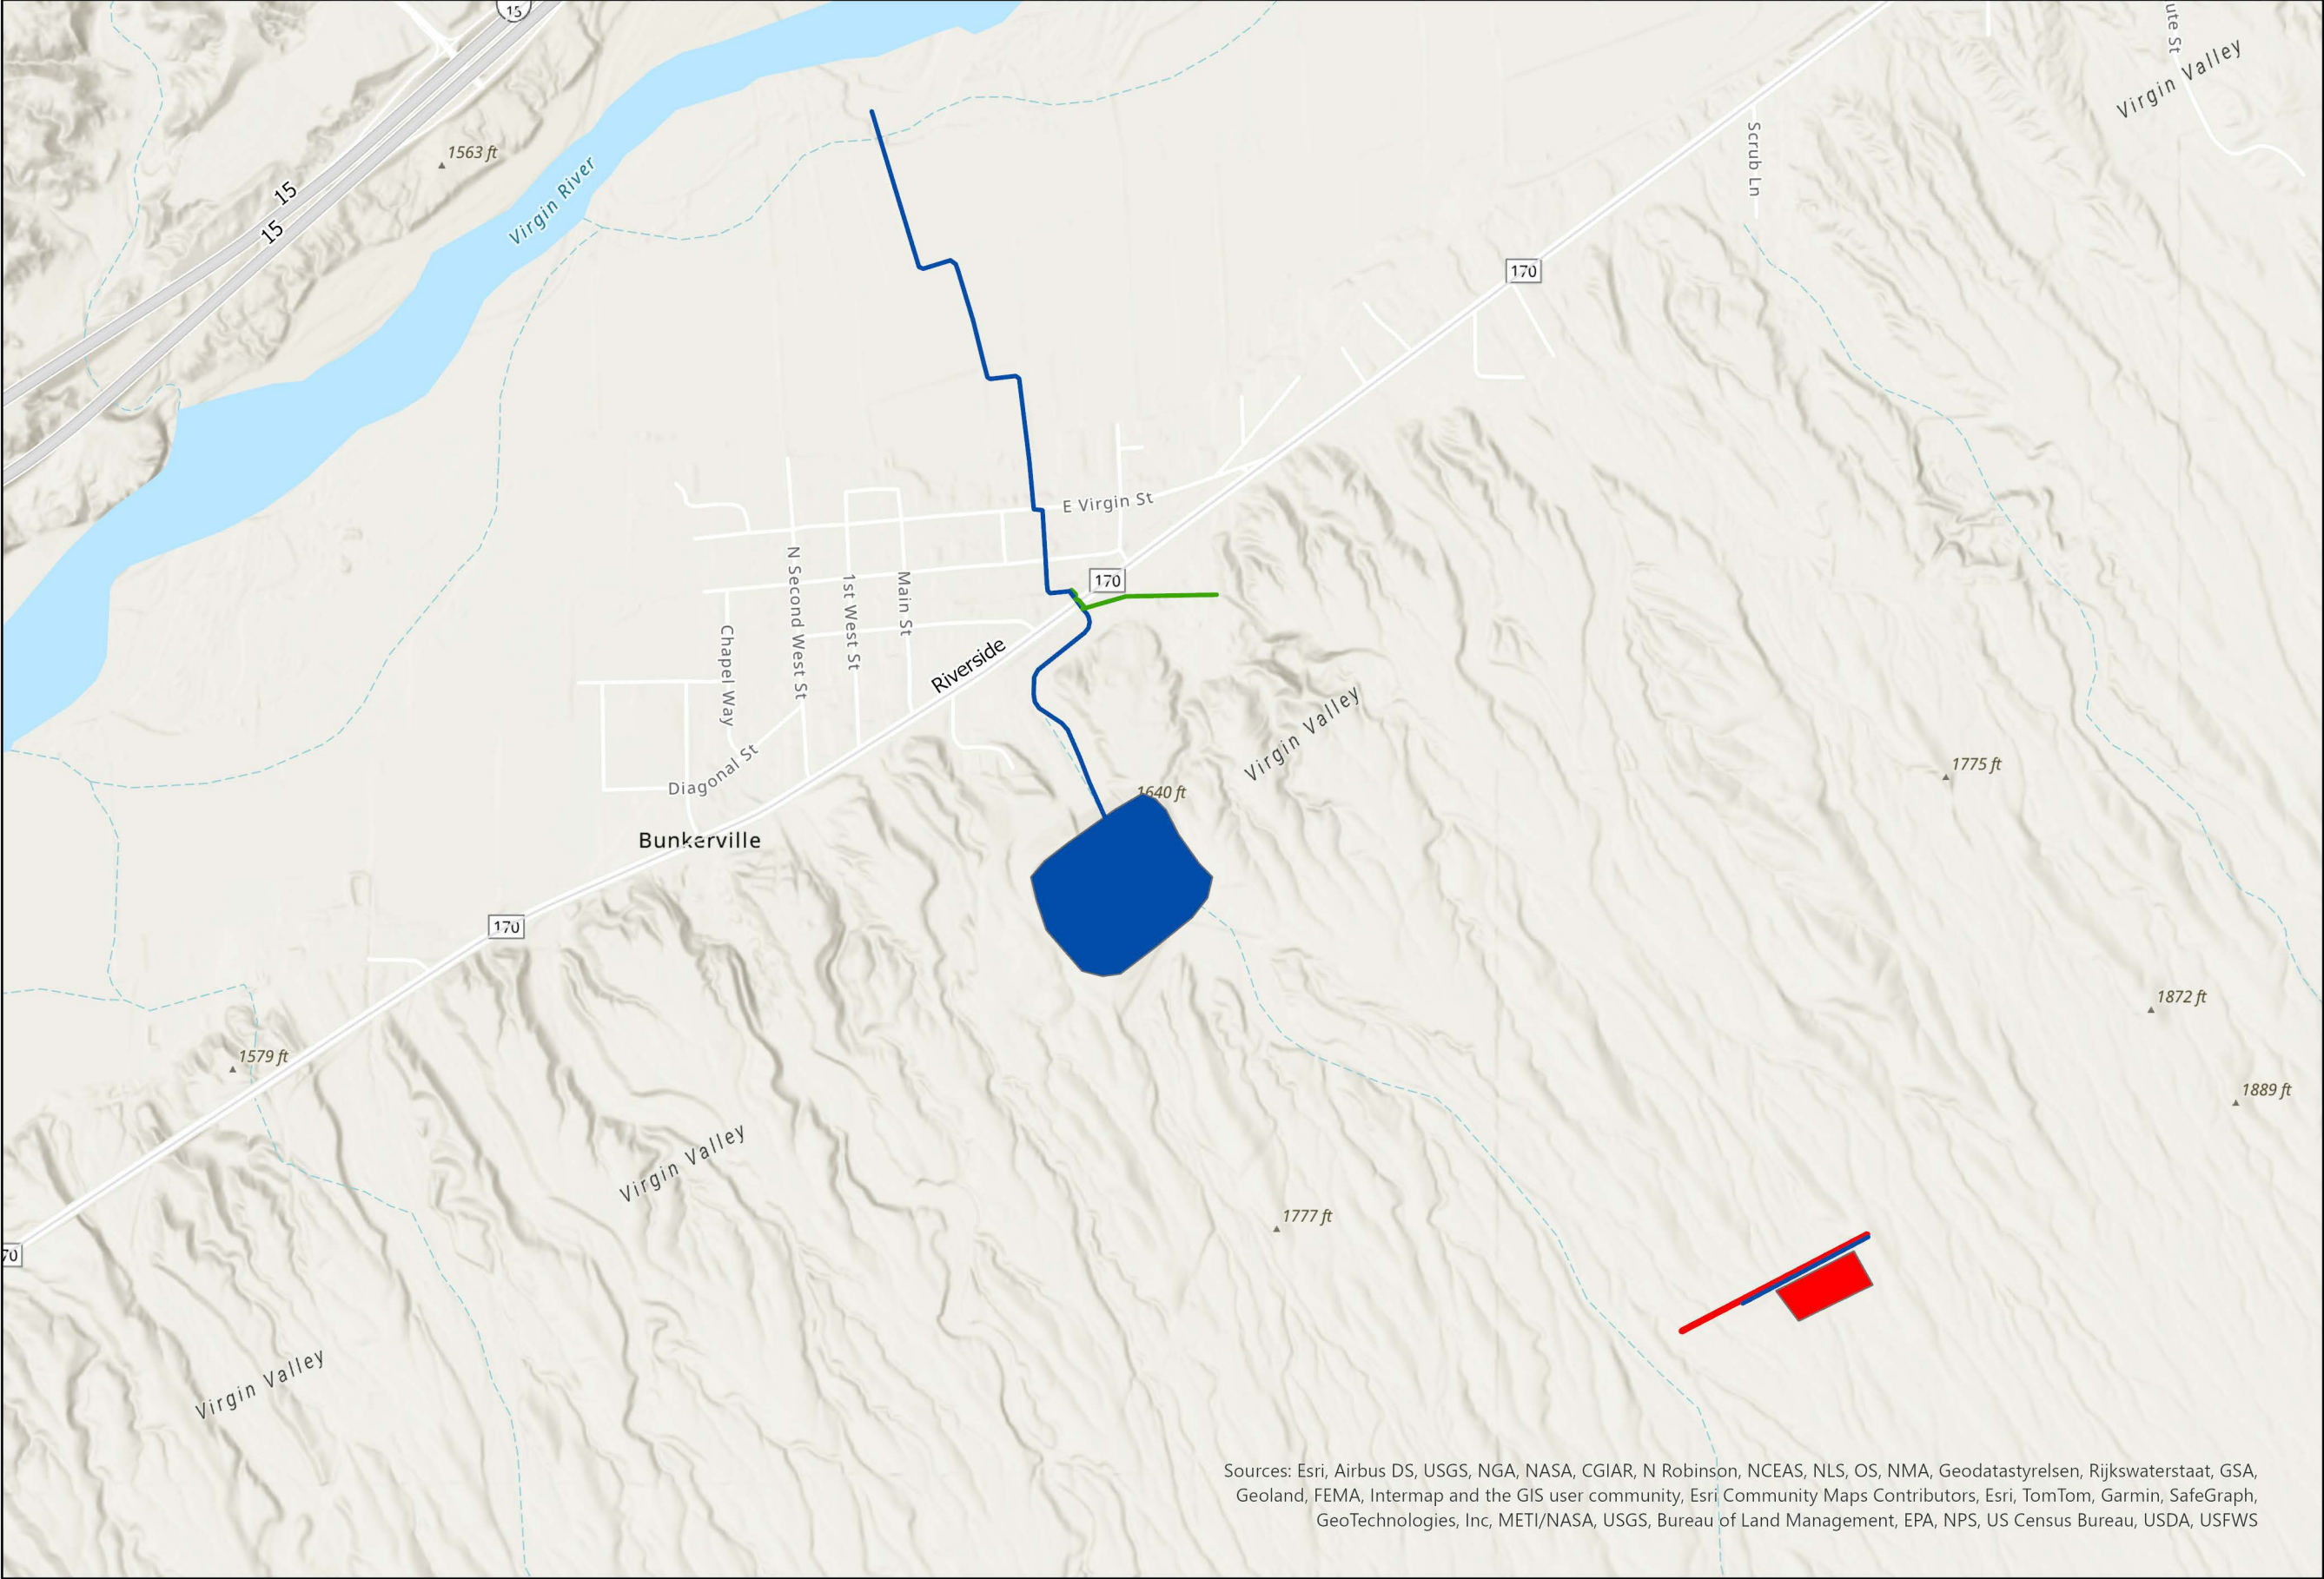 15
ute St
Virgin Valley
1563 ft
Scrub Ln
15
Virgin River
15
170
E Virgin St
N Second West St
1st West St
Main St
170
Chapel Way
Riverside
Virgin Valley
Diagonal St
1640 ft
1775 ft
Bunkerville
170
1872 ft
1579 ft
1889 ft
Virgin Valley
1777 ft
70
Virgin Valley
Sources: Esri, Airbus DS, USGS, NGA, NASA, CGIAR, N Robinson, NCEAS, NLS, OS, NMA, Geodatastyrelsen, Rijkswaterstaat, GSA,
Geoland, FEMA, Intermap and the GIS user community, Esri Community Maps Contributors, Esri, TomTom, Garmin, SafeGraph,
GeoTechnologies, Inc, METI/NASA, USGS, Bureau of Land Management, EPA, NPS, US Census Bureau, USDA, USFWS